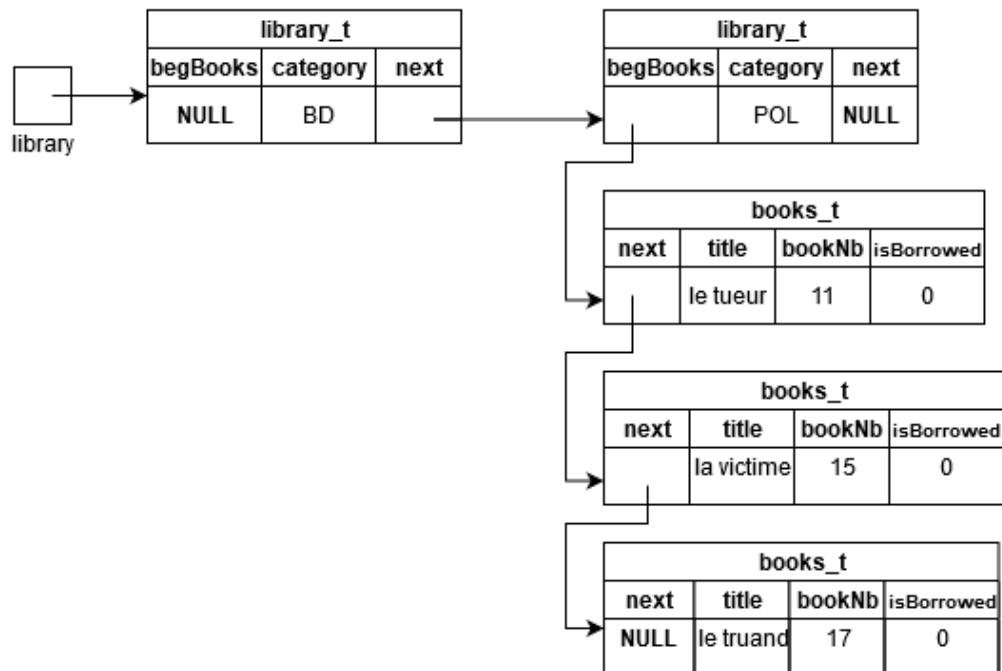 library_t
begBooks category next
NULL BD
library
library_t
begBooks category next
POL NULL
books_t
next title bookNb isBorrowed
le tueur 11 0
books_t
next title bookNb isBorrowed
la victime 15 0
books_t
next title bookNb isBorrowed
NULL le truand 17 0